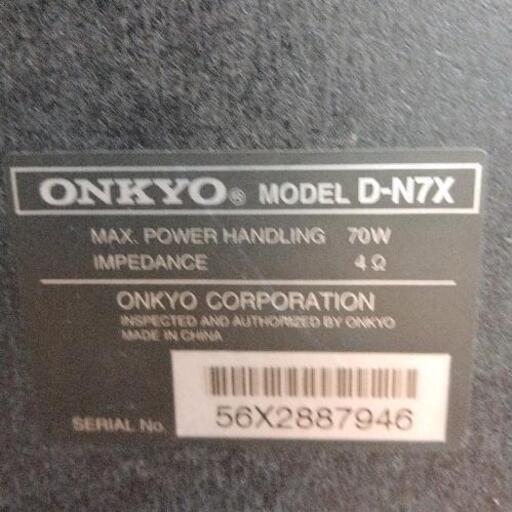 ONKYO® MODEL D-N7X
MAX. POWER HANDLING 70W
IMPEDANCE 4 Ω
ONKYO CORPORATION
INSPECTED AND AUTHORIZED BY ONKYO
MADE IN CHINA
SERIAL No. 56X2887946